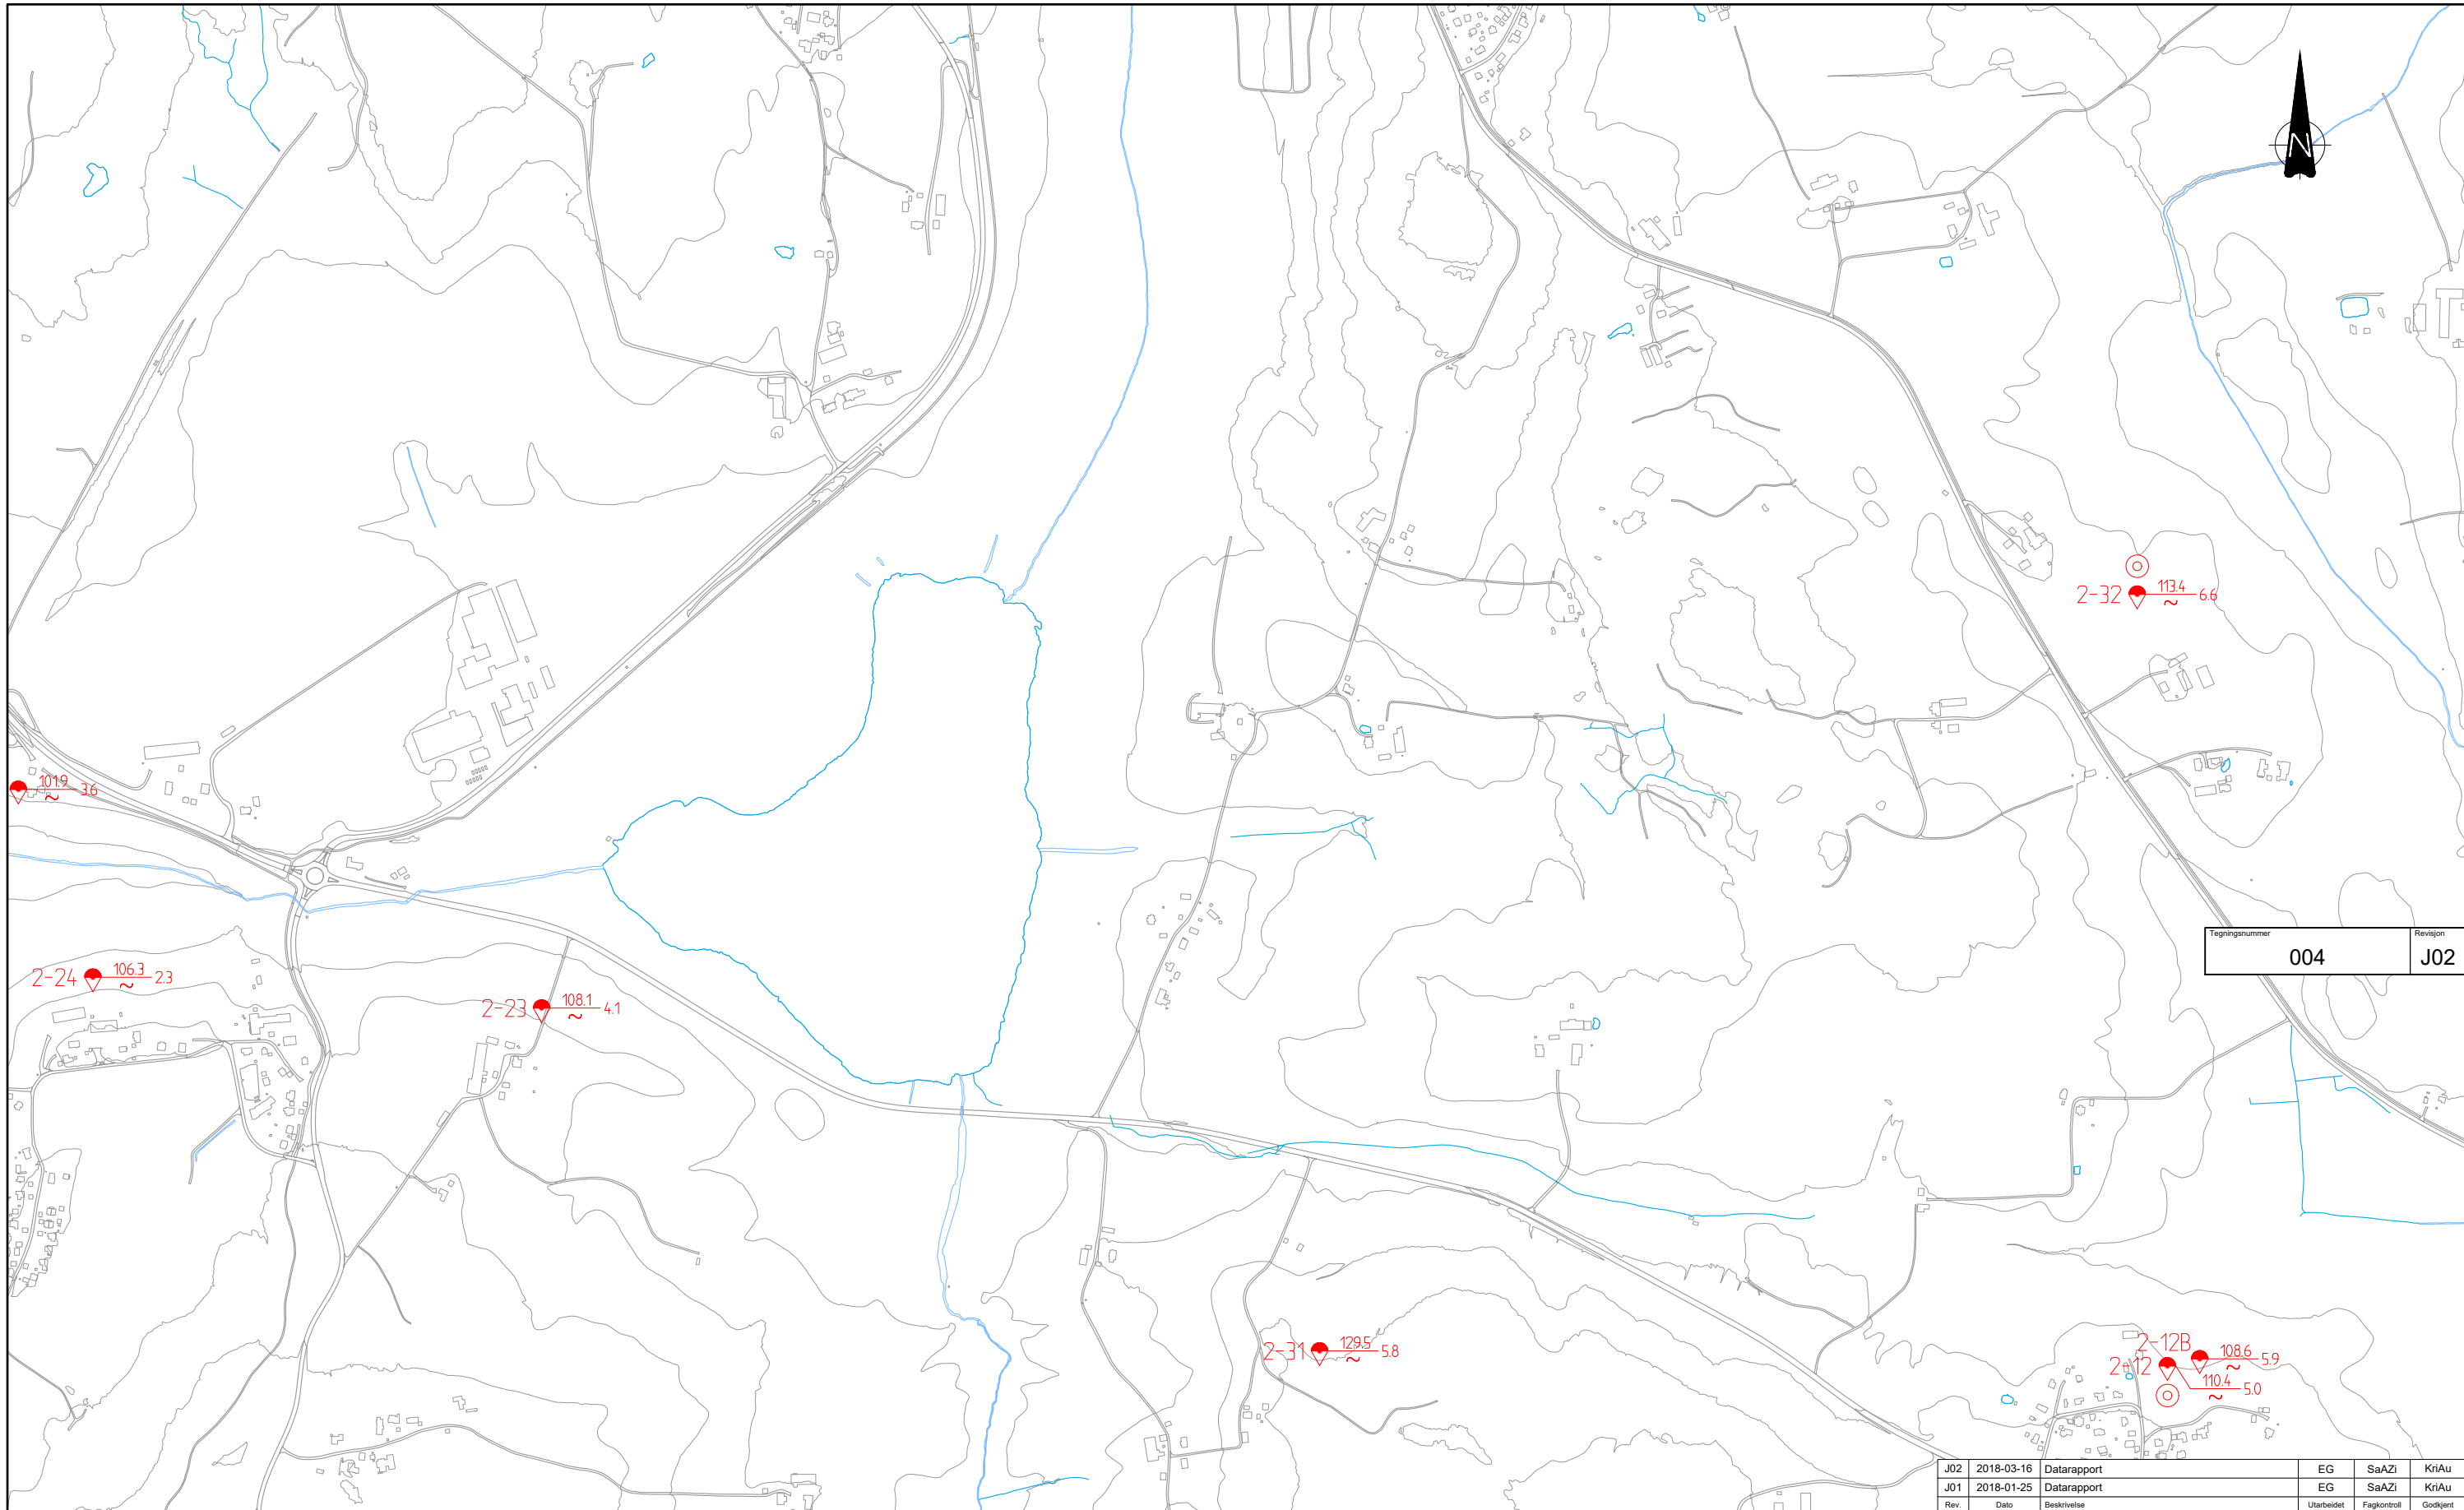 N
2-32 113.4 6.6
~
101.9 3.6
~
Tegningsnummer Revisjon
004 J02
2-24 106.3 2.3
~
2-23 108.1 4.1
~
2-31 129.5 5.8
~
2-12B 108.6 5.9
~
2-12 110.4 5.0
~
J02 2018-03-16 Datarapport EG SaAZi KriAu
J01 2018-01-25 Datarapport EG SaAZi KriAu
Rev. Dato Beskrivelse Utarbeidet Fagkontroll Godkjent